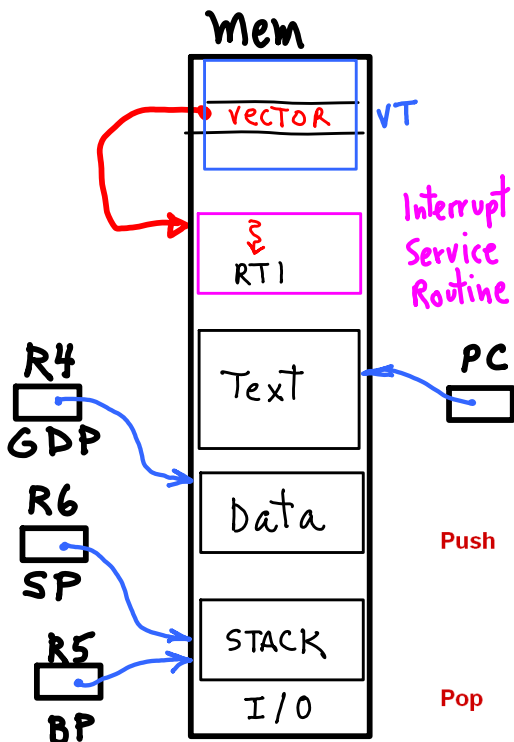 Mem
VECTOR
VT
Interrupt
Service
Routine
RTI
R4
GDP
Text
PC
R6
SP
Data
Push
R5
BP
STACK
I/O
Pop